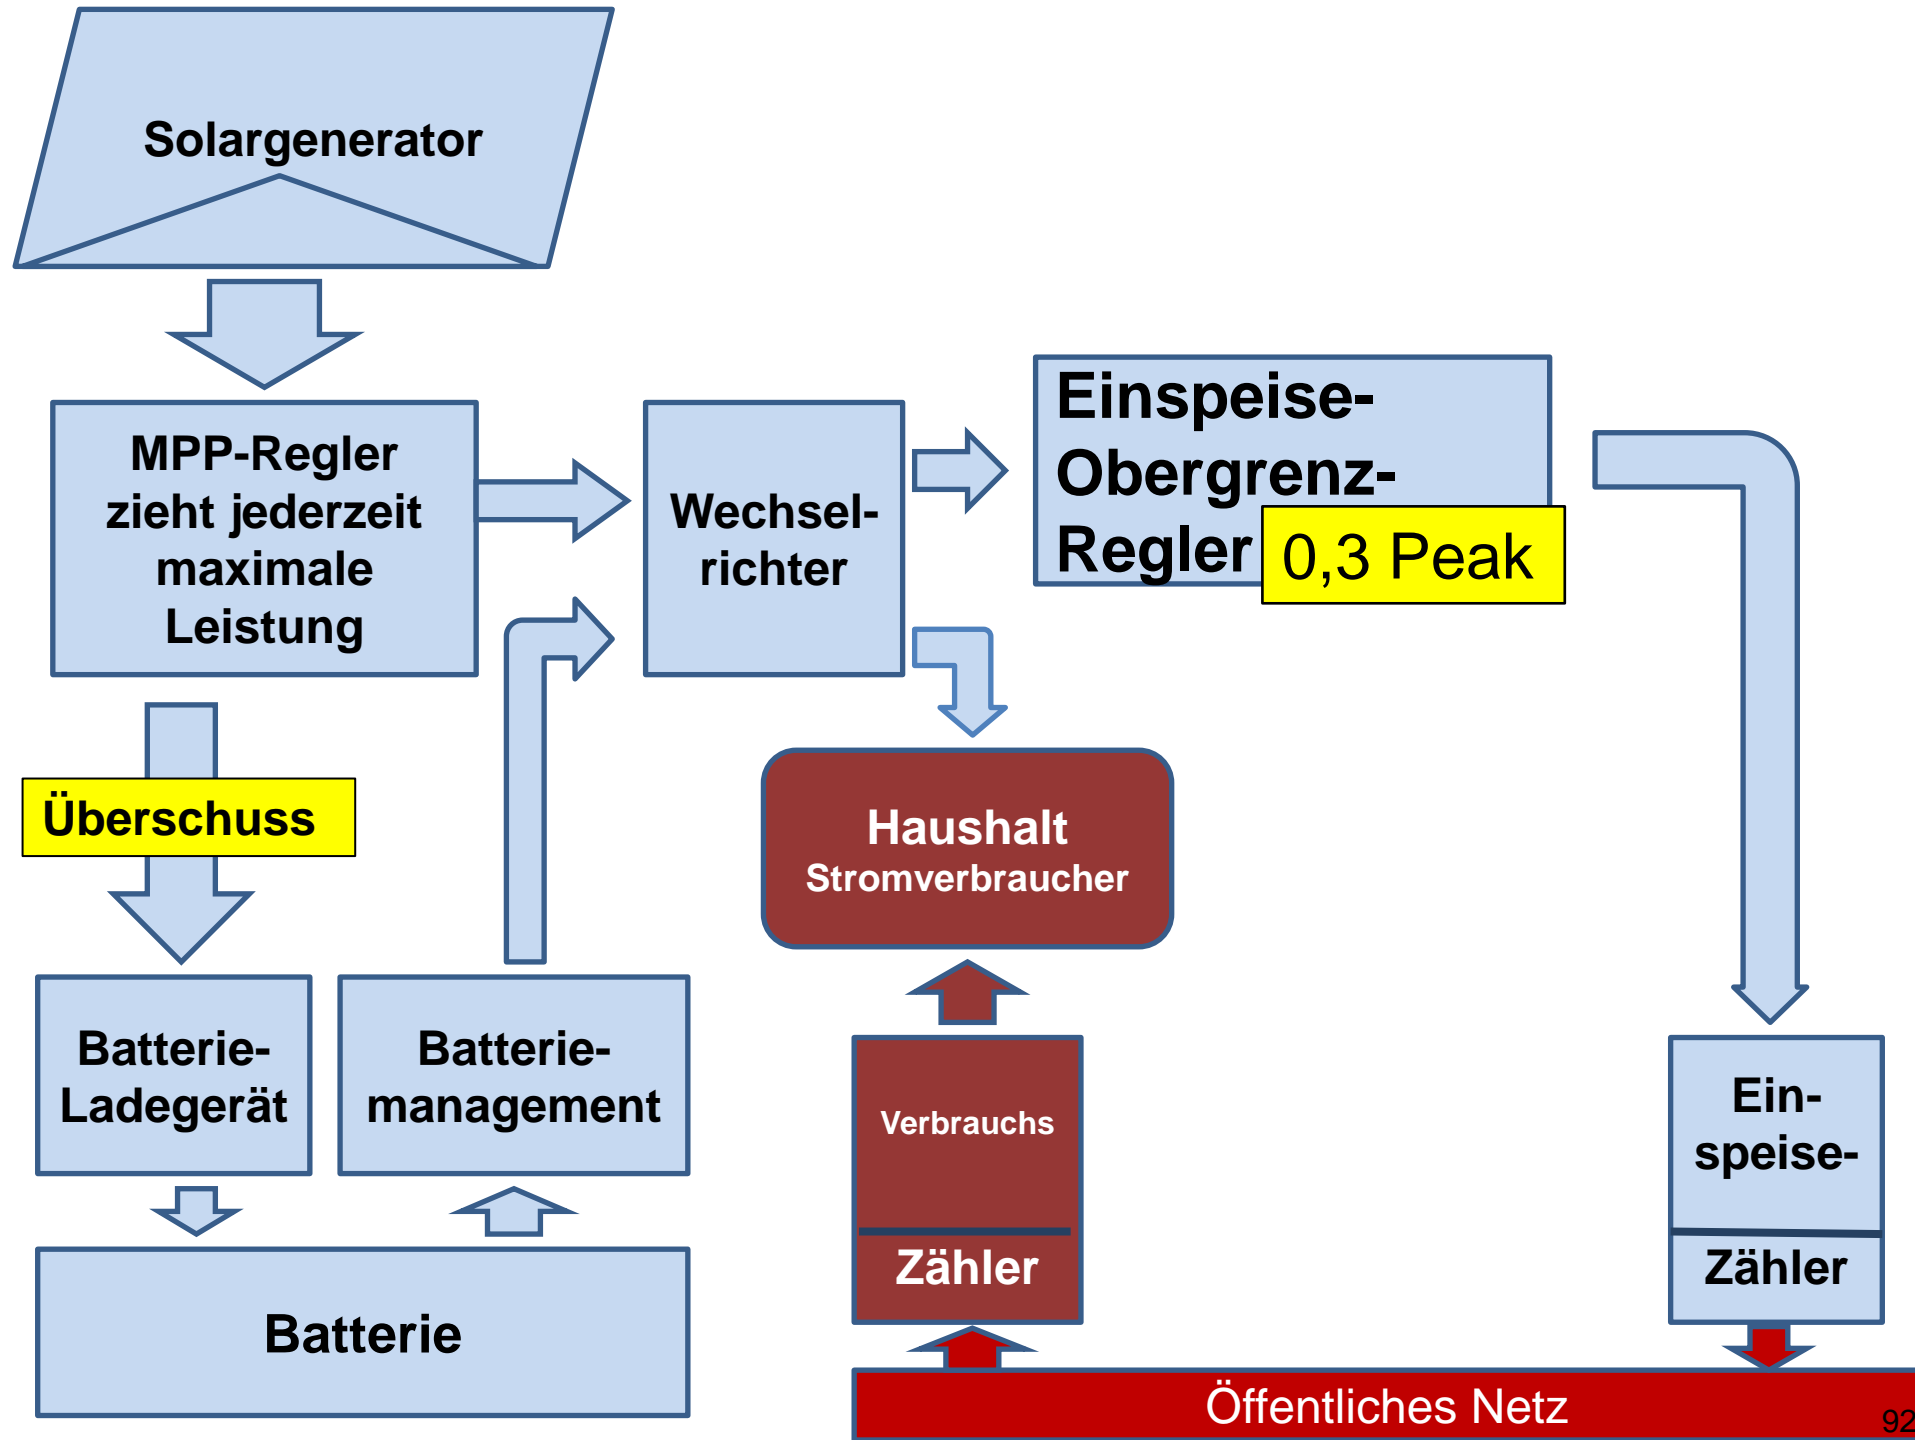 Solargenerator
MPP-Regler
zieht jederzeit
maximale
Leistung
Wechsel-
richter
Einspeise-
Obergrenz-
Regler
0,3 Peak
Überschuss
Haushalt
Stromverbraucher
Batterie-
Ladegerät
Batterie-
management
Verbrauchs
Zähler
Ein-
speise-
Zähler
Batterie
Öffentliches Netz
92